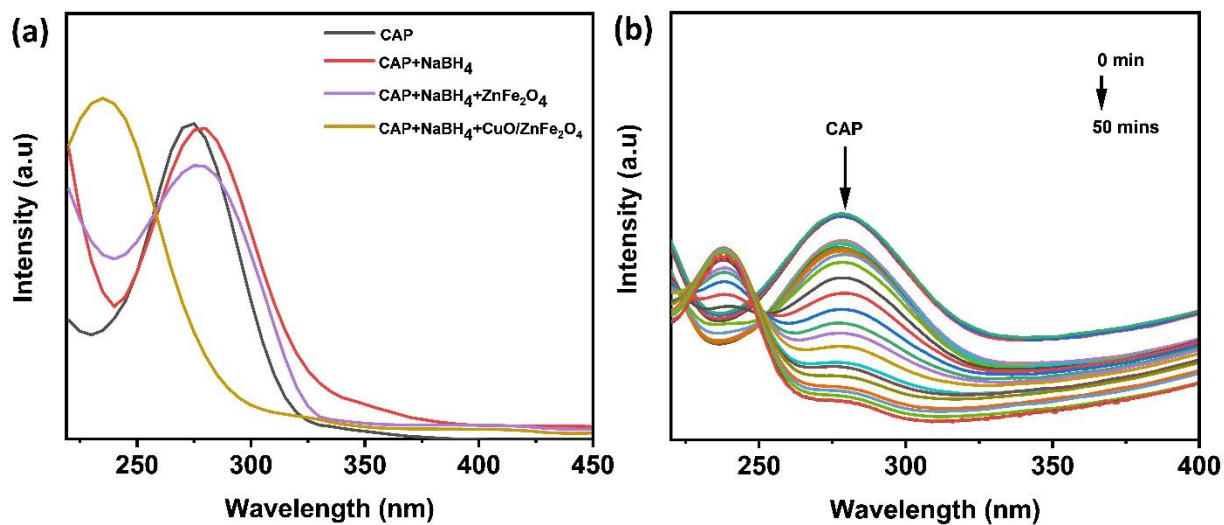 (a)
CAP
CAP+NaBH4
CAP+NaBH4+ZnFe2O4
CAP+NaBH4+CuO/ZnFe2O4
Intensity (a.u)
250 300 350 400 450
Wavelength (nm)
(b)
0 min
50 mins
CAP
Intensity (a.u)
250 300 350 400
Wavelength (nm)